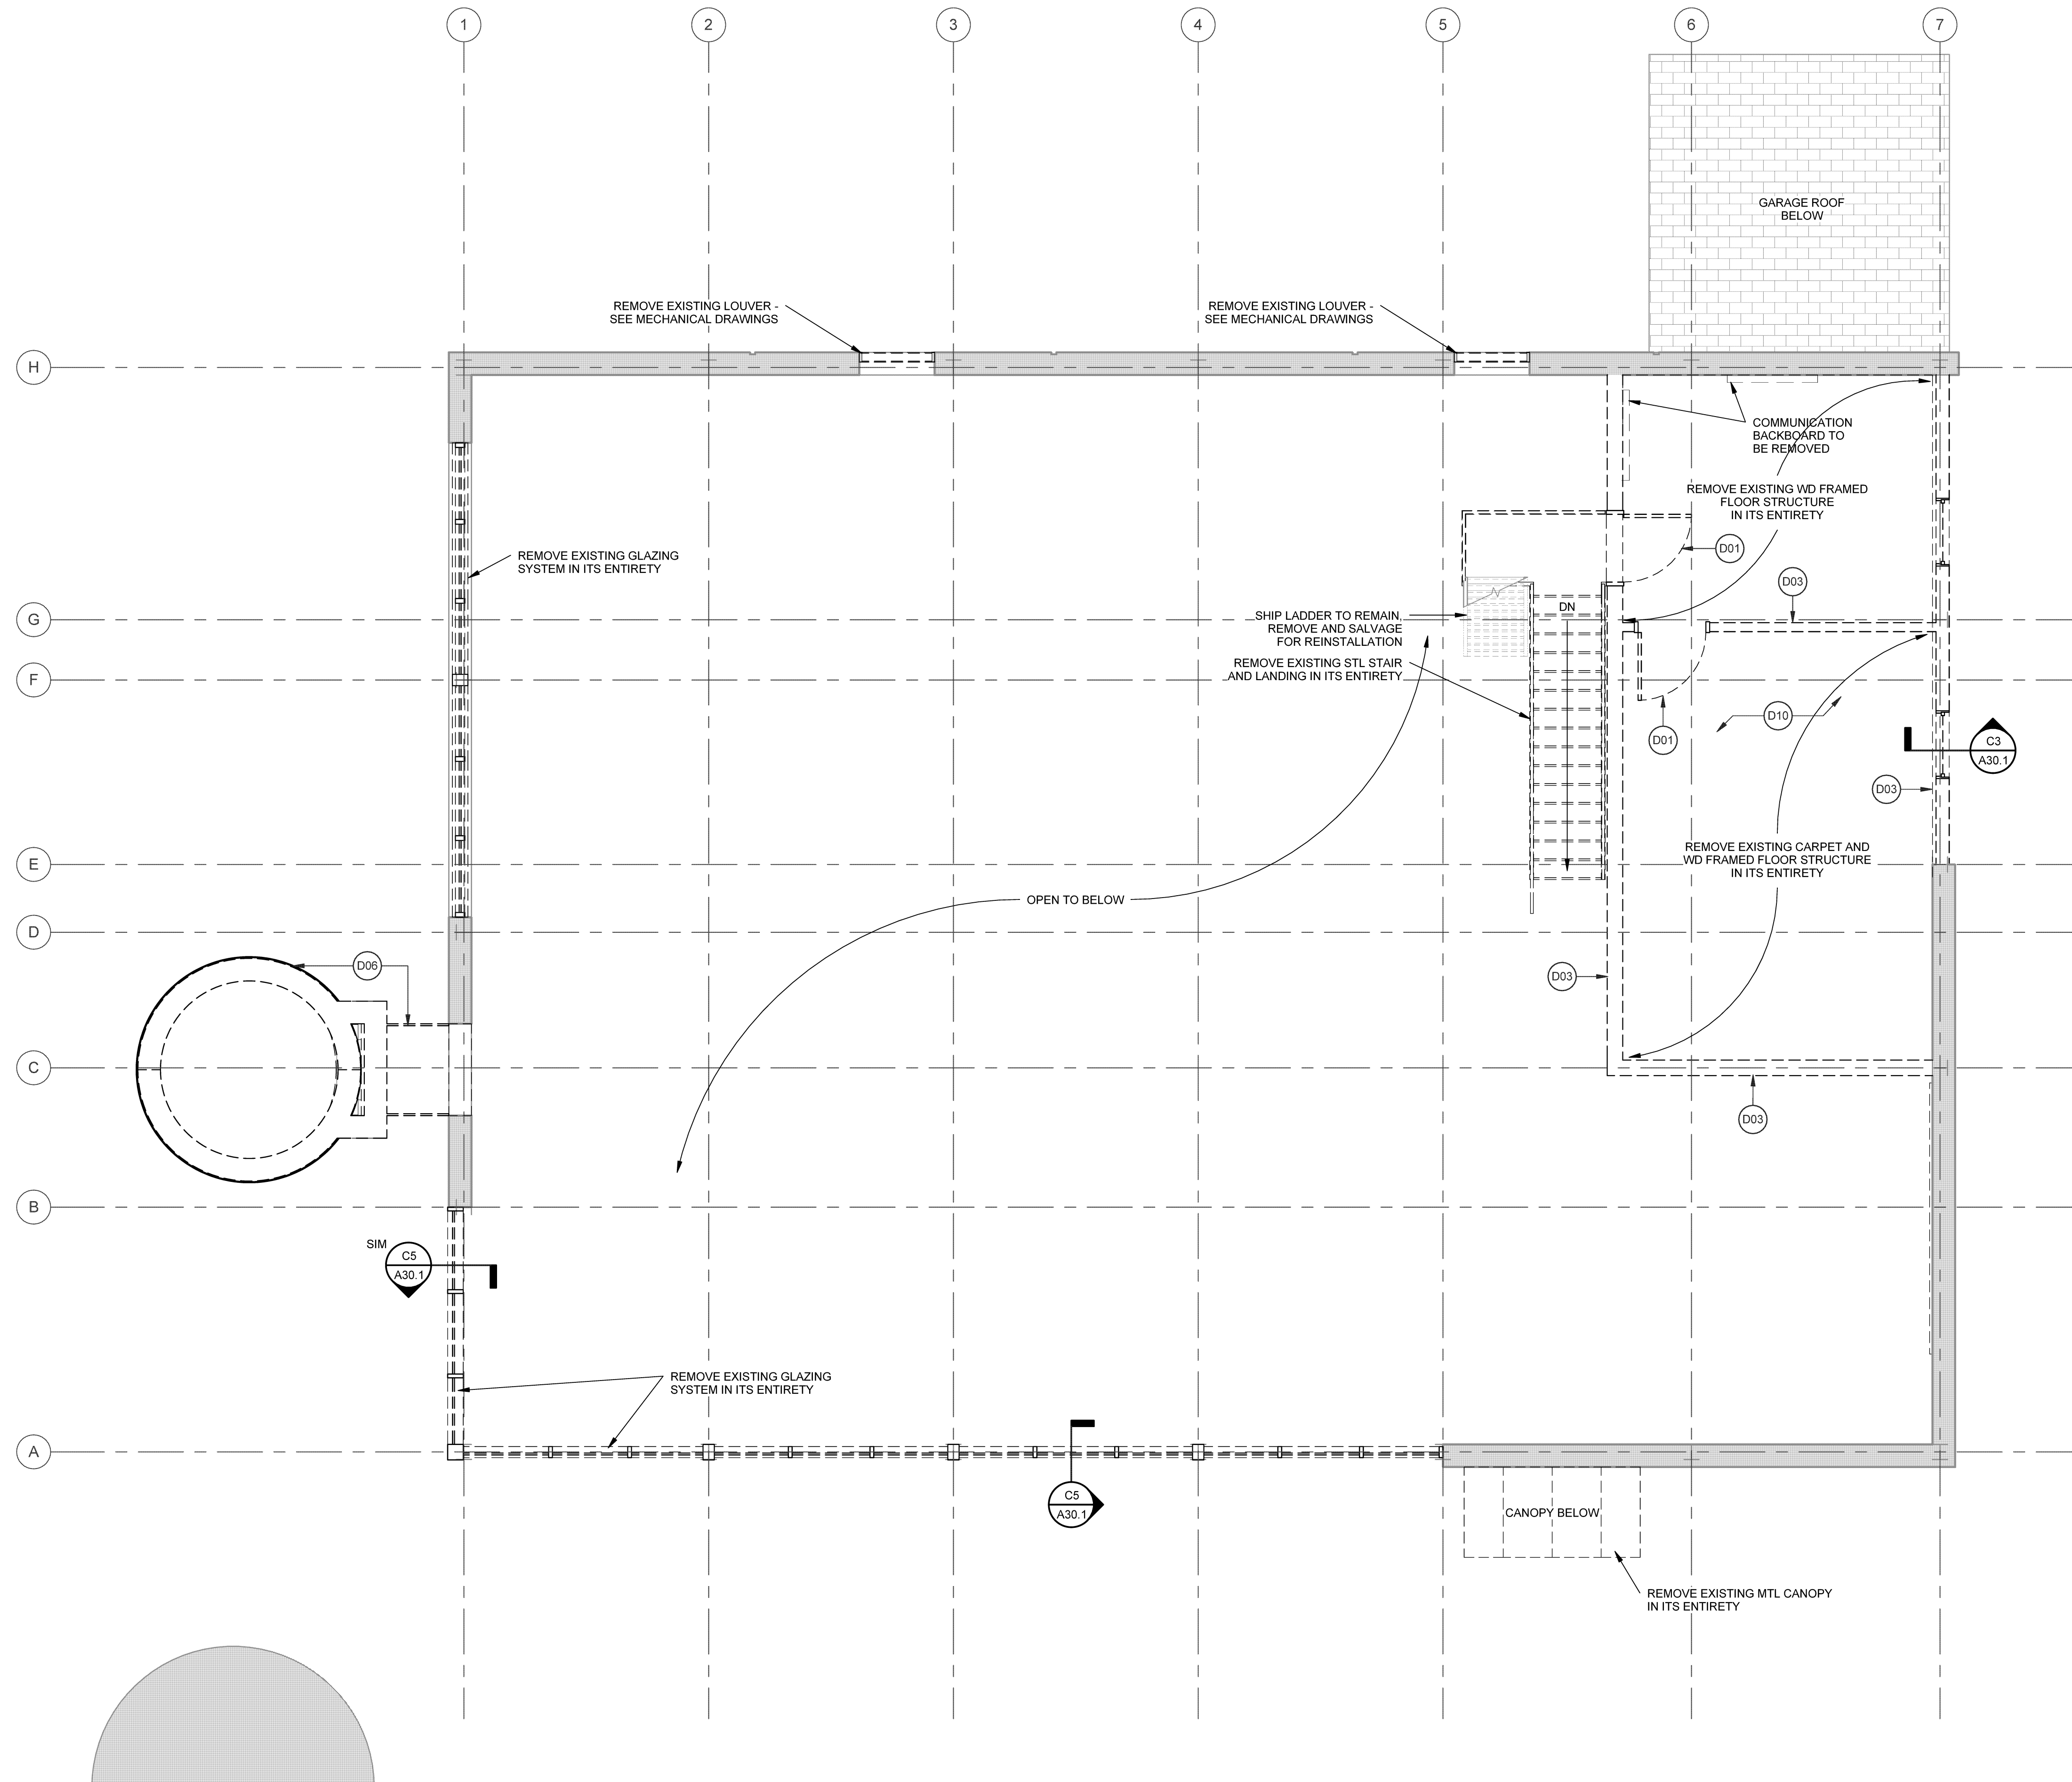 1
2
3
4
5
6
7
GARAGE ROOF
BELOW
REMOVE EXISTING LOUVER -
SEE MECHANICAL DRAWINGS
REMOVE EXISTING LOUVER -
SEE MECHANICAL DRAWINGS
H
COMMUNICATION
BACKBOARD TO
BE REMOVED
REMOVE EXISTING WD FRAMED
FLOOR STRUCTURE
IN ITS ENTIRETY
REMOVE EXISTING GLAZING
SYSTEM IN ITS ENTIRETY
D01
D03
DN
G
SHIP LADDER TO REMAIN,
REMOVE AND SALVAGE
FOR REINSTALLATION
REMOVE EXISTING STL STAIR
AND LANDING IN ITS ENTIRETY
F
D10
D01
C3
A30.1
D03
REMOVE EXISTING CARPET AND
WD FRAMED FLOOR STRUCTURE
IN ITS ENTIRETY
E
OPEN TO BELOW
D
D06
D03
C
D03
B
SIM
C5
A30.1
REMOVE EXISTING GLAZING
SYSTEM IN ITS ENTIRETY
A
C5
A30.1
CANOPY BELOW
REMOVE EXISTING MTL CANOPY
IN ITS ENTIRETY